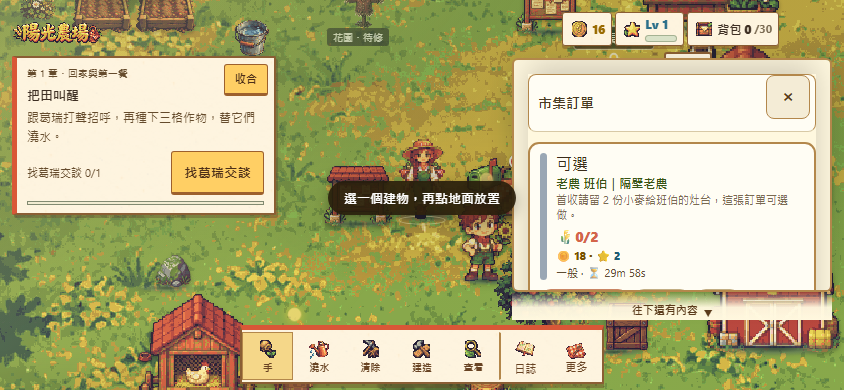 陽光農場
花圃 · 待修
16
Lv 1
背包 0 /30
第 1 章 · 回家與第一餐
收合
把田叫醒
跟葛瑞打聲招呼，再種下三格作物，替它們
澆水。
找葛瑞交談 0/1
找葛瑞交談
選一個建物，再點地面放置
市集訂單
×
可選
老農 班伯 | 隔壁老農
首收請留 2 份小麥給班伯的灶台，這張訂單可選
做。
0/2
18 · 2
一般 · 29m 58s
往下還有內容 ▼
手
澆水
清除
建造
查看
日誌
更多